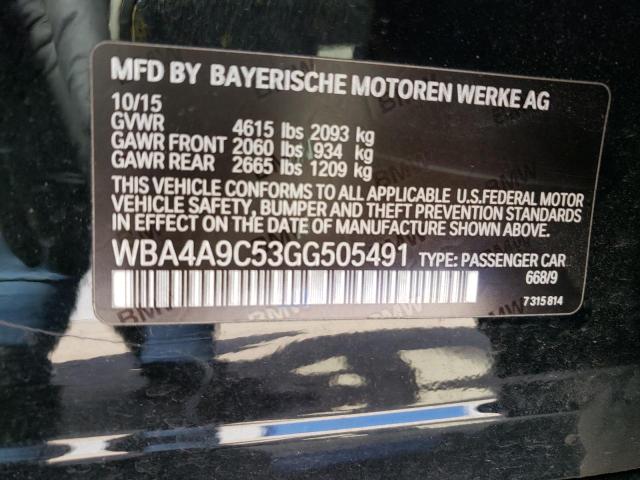 MFD BY BAYERISCHE MOTOREN WERKE AG
10/15
GVWR 4615 lbs 2093 kg
GAWR FRONT 2060 lbs 934 kg
GAWR REAR 2665 lbs 1209 kg
THIS VEHICLE CONFORMS TO ALL APPLICABLE U.S.FEDERAL MOTOR
VEHICLE SAFETY, BUMPER AND THEFT PREVENTION STANDARDS
IN EFFECT ON THE DATE OF MANUFACTURE SHOWN ABOVE.
WBA4A9C53GG505491 TYPE: PASSENGER CAR
668/9
7 315 814